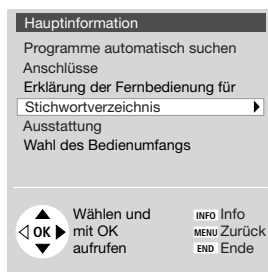 Hauptinformation
Programme automatisch suchen
Anschlüsse
Erklärung der Fernbedienung für
Stichwortverzeichnis
Ausstattung
Wahl des Bedienumfangs
OK
Wählen und
mit OK
aufrufen
INFO Info
MENU Zurück
END Ende